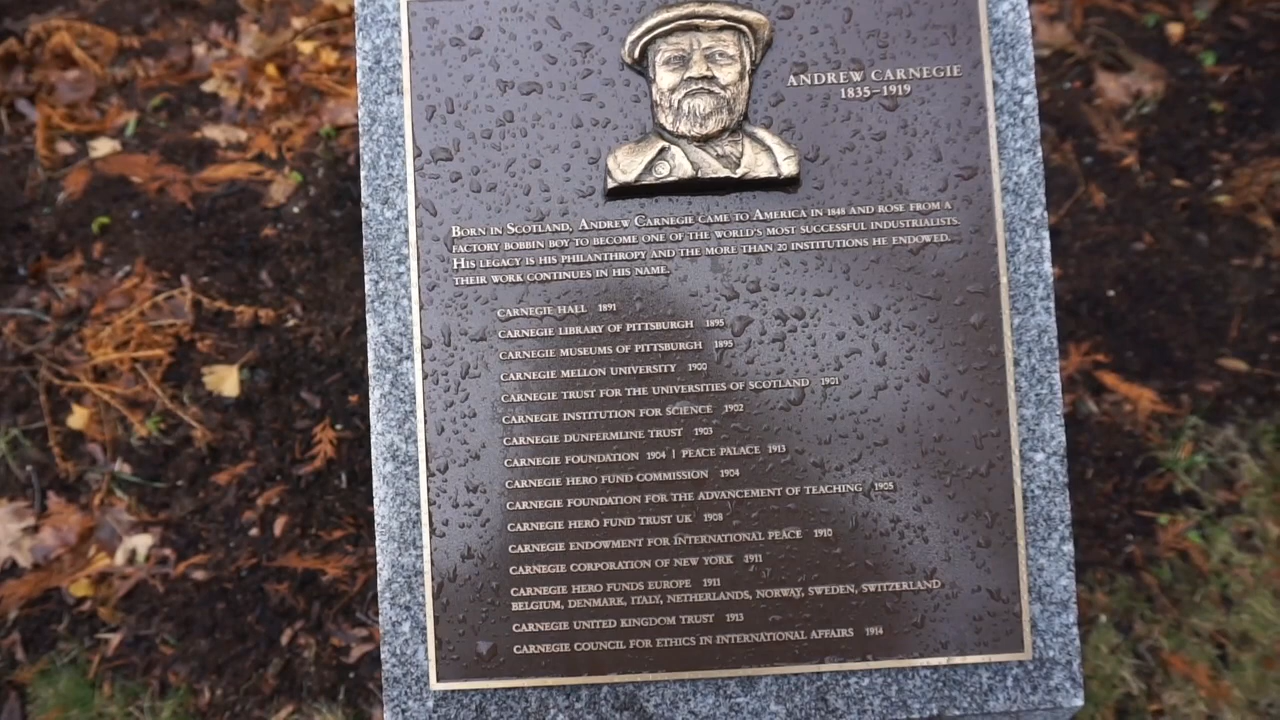 ANDREW CARNEGIE
1835–1919
BORN IN SCOTLAND, ANDREW CARNEGIE CAME TO AMERICA IN 1848 AND ROSE FROM A
FACTORY BOBBIN BOY TO BECOME ONE OF THE WORLD'S MOST SUCCESSFUL INDUSTRIALISTS.
HIS LEGACY IS HIS PHILANTHROPY AND THE MORE THAN 20 INSTITUTIONS HE ENDOWED.
THEIR WORK CONTINUES IN HIS NAME.
CARNEGIE HALL 1891
CARNEGIE LIBRARY OF PITTSBURGH 1895
CARNEGIE MUSEUMS OF PITTSBURGH 1895
CARNEGIE MELLON UNIVERSITY 1900
CARNEGIE TRUST FOR THE UNIVERSITIES OF SCOTLAND 1901
CARNEGIE INSTITUTION FOR SCIENCE 1902
CARNEGIE DUNFERMLINE TRUST 1903
CARNEGIE FOUNDATION 1904 | PEACE PALACE 1913
CARNEGIE HERO FUND COMMISSION 1904
CARNEGIE FOUNDATION FOR THE ADVANCEMENT OF TEACHING 1905
CARNEGIE HERO FUND TRUST UK 1908
CARNEGIE ENDOWMENT FOR INTERNATIONAL PEACE 1910
CARNEGIE CORPORATION OF NEW YORK 1911
CARNEGIE HERO FUNDS EUROPE 1911
BELGIUM, DENMARK, ITALY, NETHERLANDS, NORWAY, SWEDEN, SWITZERLAND
CARNEGIE UNITED KINGDOM TRUST 1913
CARNEGIE COUNCIL FOR ETHICS IN INTERNATIONAL AFFAIRS 1914